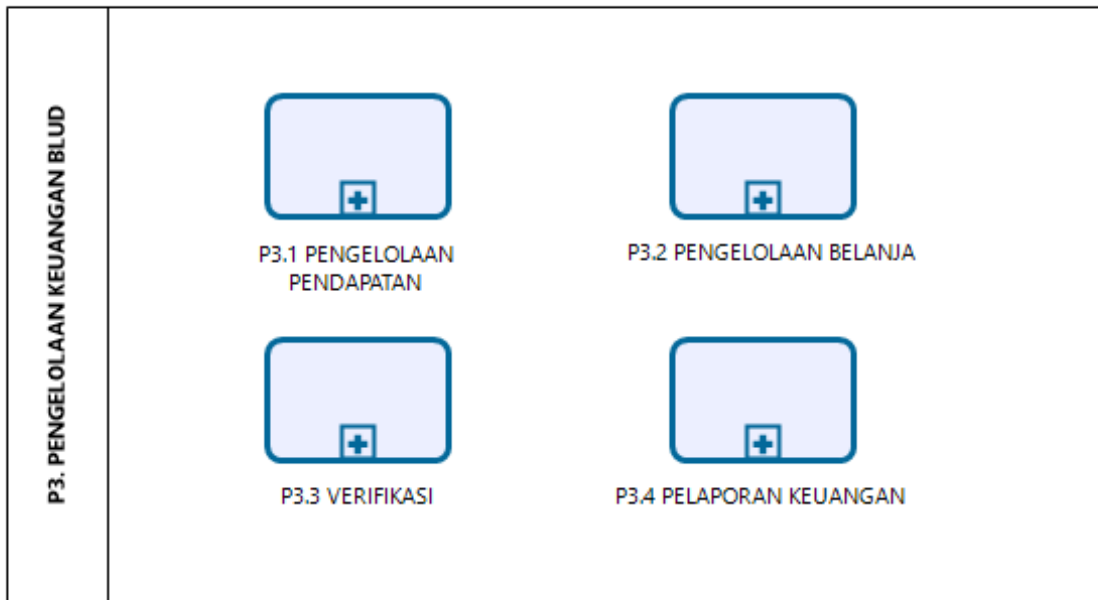 P3. PENGELOLAAN KEUANGAN BLUD
P3.1 PENGELOLAAN
PENDAPATAN
P3.2 PENGELOLAAN BELANJA
P3.3 VERIFIKASI
P3.4 PELAPORAN KEUANGAN